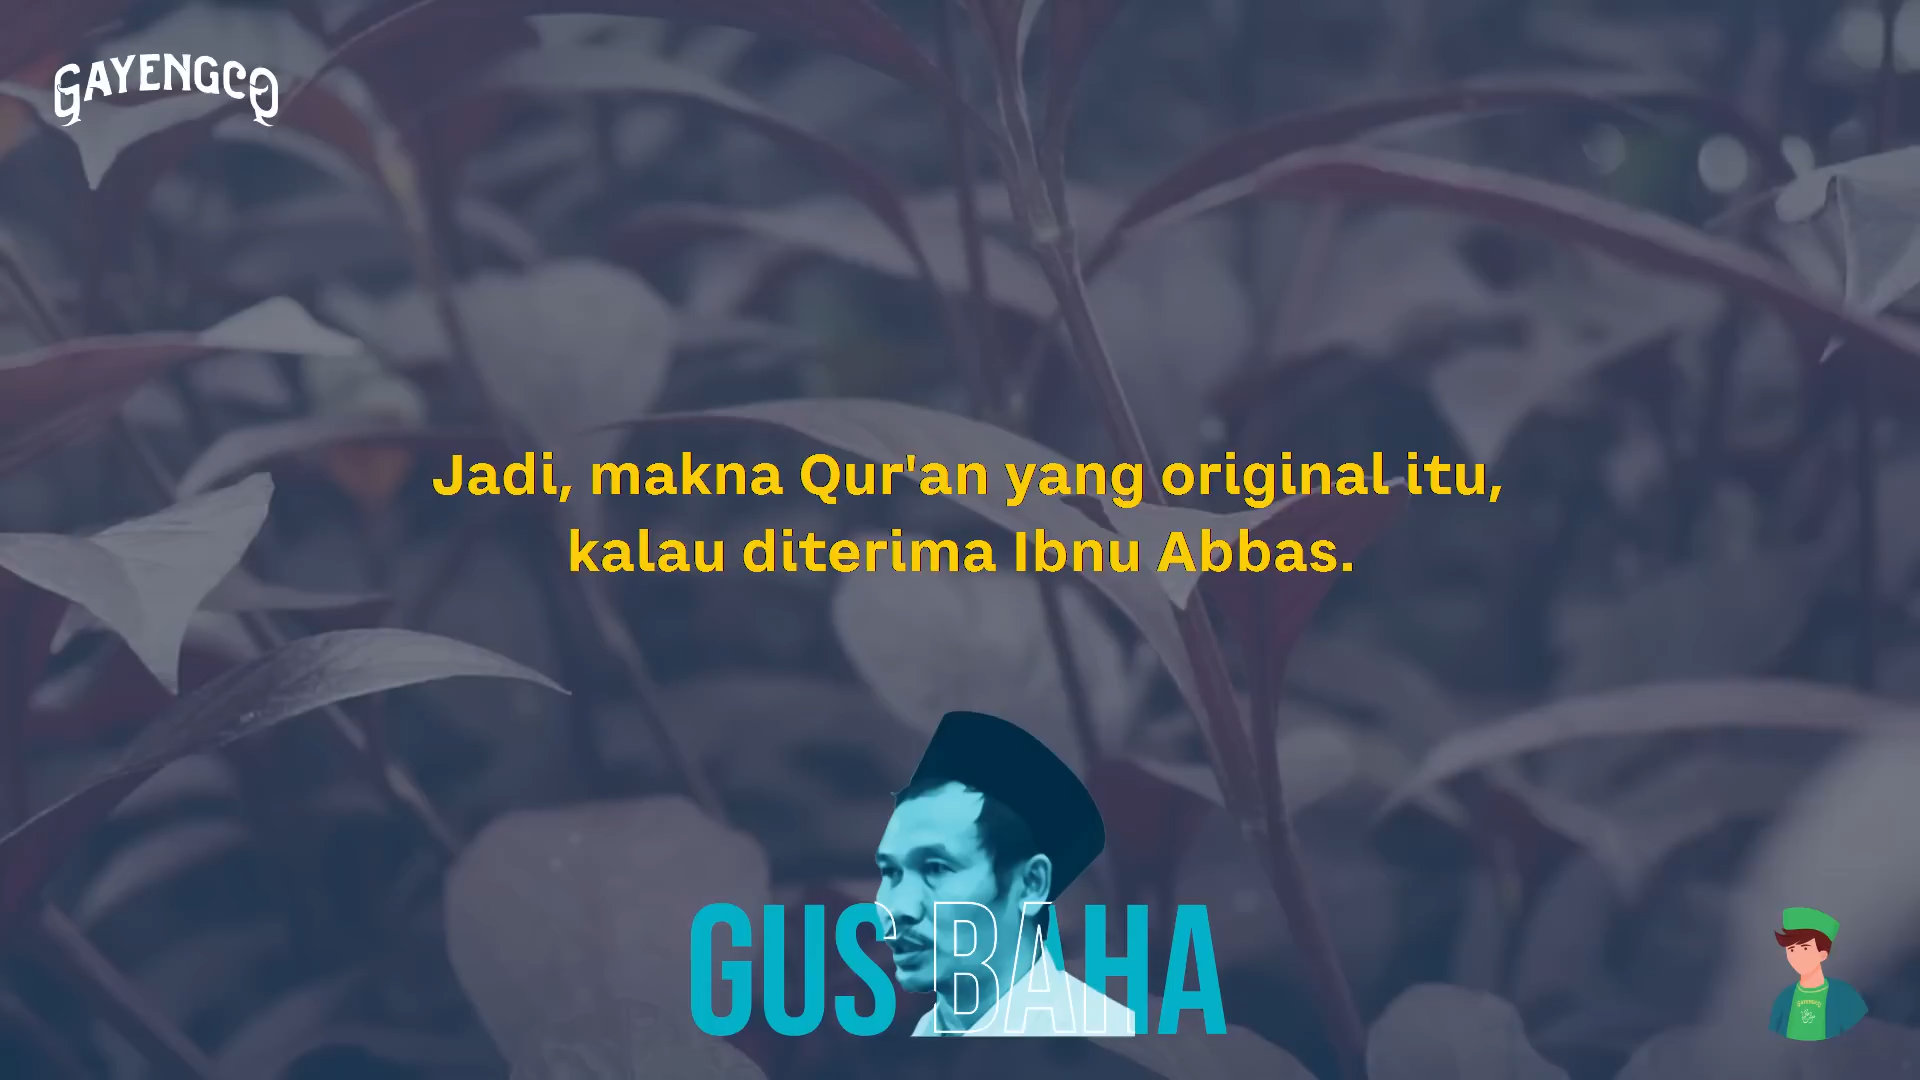 GAYENGCO
Jadi, makna Qur'an yang original itu,
kalau diterima Ibnu Abbas.
GUS BAHA